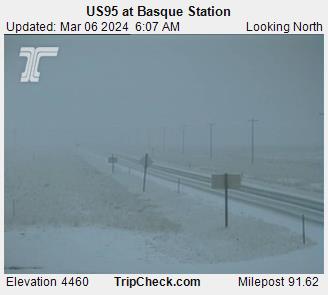 US95 at Basque Station
Updated: Mar 06 2024 6:07 AM Looking North
Elevation 4460 TripCheck.com Milepost 91.62